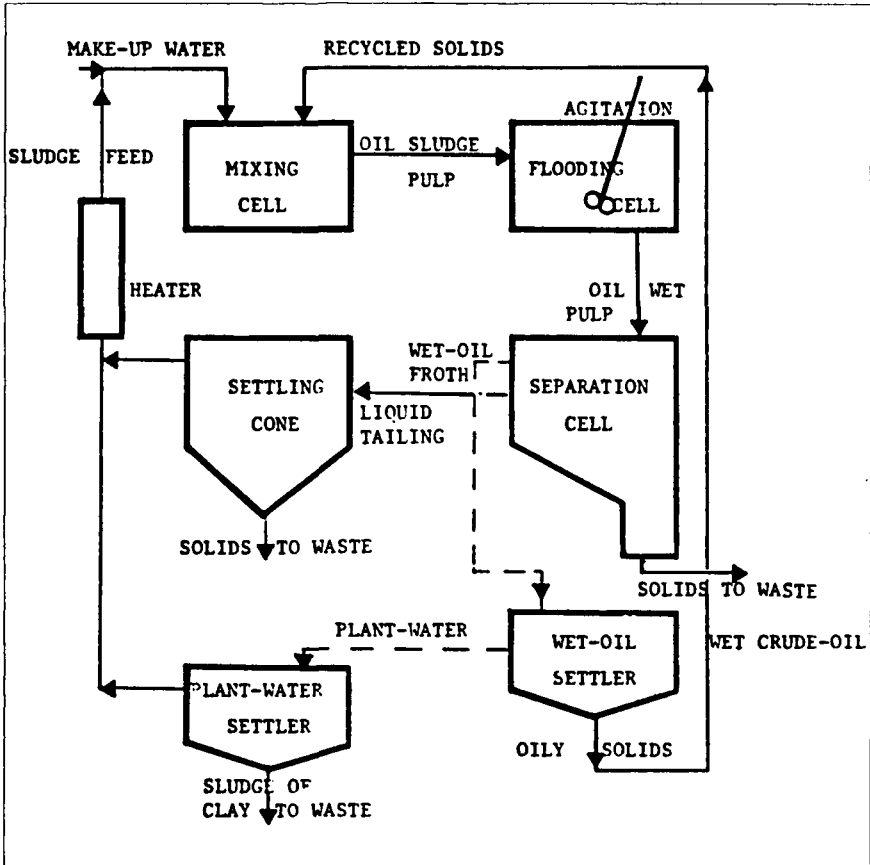 MAKE-UP WATER
RECYCLED SOLIDS
AGITATION
SLUDGE FEED
MIXING
CELL
OIL SLUDGE
PULP
FLOODING
CELL
HEATER
OIL WET
PULP
WET-OIL
FROTH
SETTLING
CONE
LIQUID
TAILING
SEPARATION
CELL
SOLIDS TO WASTE
SOLIDS TO WASTE
PLANT-WATER
WET-OIL
SETTLER
WET CRUDE-OIL
PLANT-WATER
SETTLER
OILY SOLIDS
SLUDGE OF
CLAY TO WASTE